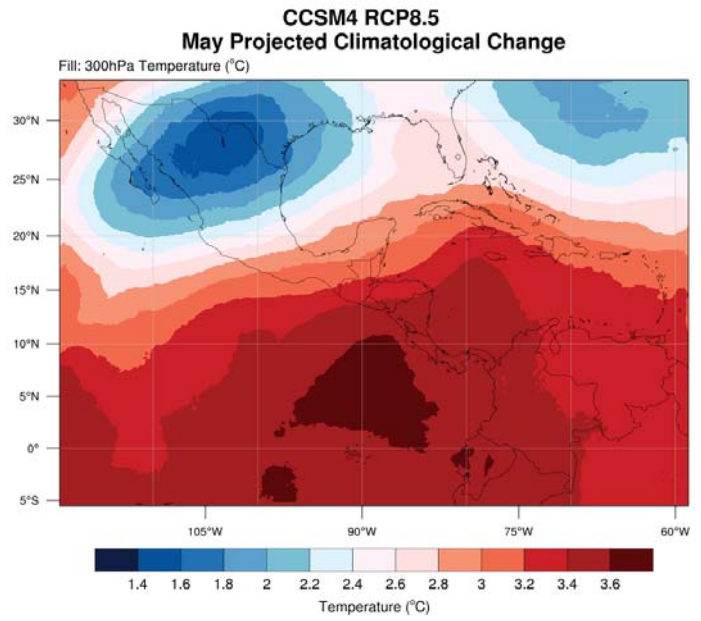 CCSM4 RCP8.5
May Projected Climatological Change
Fill: 300hPa Temperature (°C)
30°N
25°N
20°N
15°N
10°N
5°N
0°
5°S
105°W 90°W 75°W 60°W
1.4 1.6 1.8 2 2.2 2.4 2.6 2.8 3 3.2 3.4 3.6
Temperature (°C)